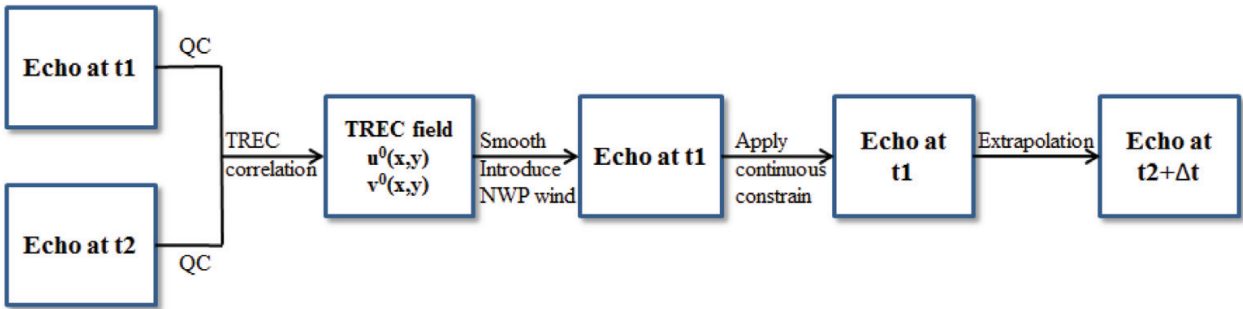 QC
Echo at t1
TREC
correlation
Echo at t2
QC
TREC field
u⁰(x,y)
v⁰(x,y)
Smooth
Introduce
NWP wind
Echo at t1
Apply
continuous
constrain
Echo at
t1
Extrapolation
Echo at
t2+Δt